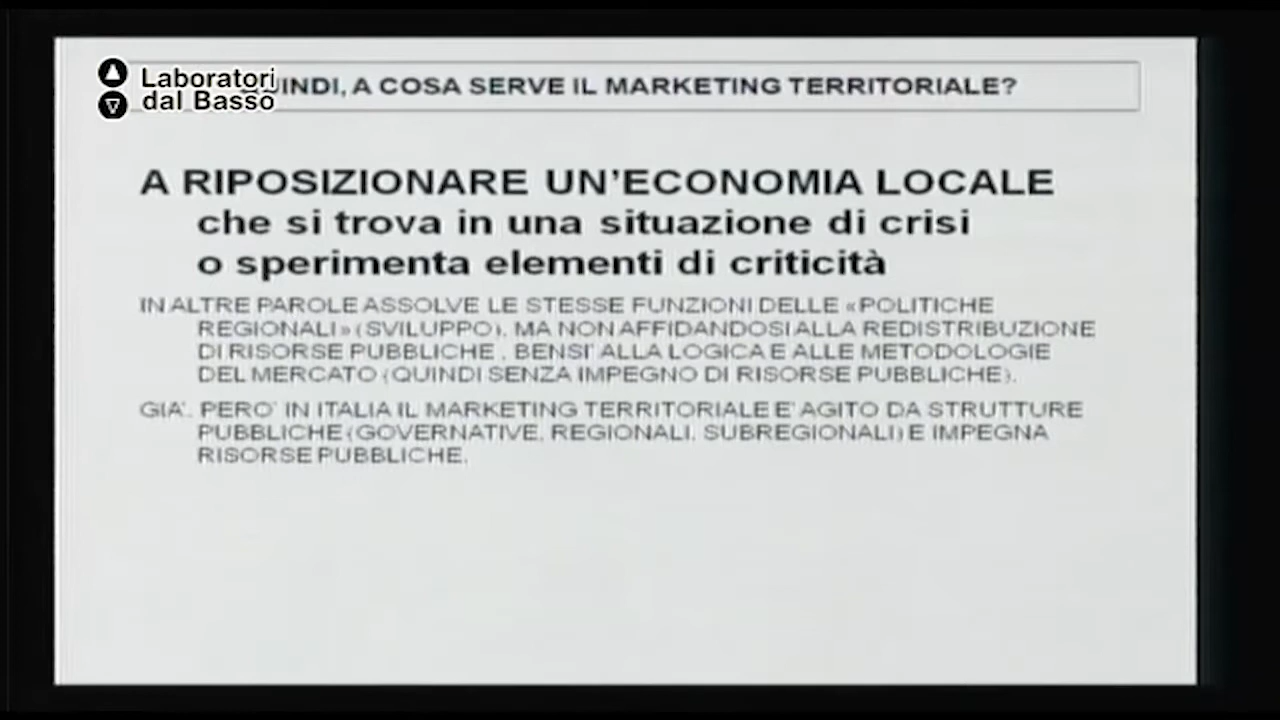 Laboratori
dal Basso
QUINDI, A COSA SERVE IL MARKETING TERRITORIALE?
A RIPOSIZIONARE UN'ECONOMIA LOCALE
che si trova in una situazione di crisi
o sperimenta elementi di criticità
IN ALTRE PAROLE ASSOLVE LE STESSE FUNZIONI DELLE «POLITICHE
REGIONALI» (SVILUPPO), MA NON AFFIDANDOSI ALLA REDISTRIBUZIONE
DI RISORSE PUBBLICHE , BENSI' ALLA LOGICA E ALLE METODOLOGIE
DEL MERCATO (QUINDI SENZA IMPEGNO DI RISORSE PUBBLICHE).
GIA'. PERO' IN ITALIA IL MARKETING TERRITORIALE E' AGITO DA STRUTTURE
PUBBLICHE (GOVERNATIVE, REGIONALI, SUBREGIONALI) E IMPEGNA
RISORSE PUBBLICHE.